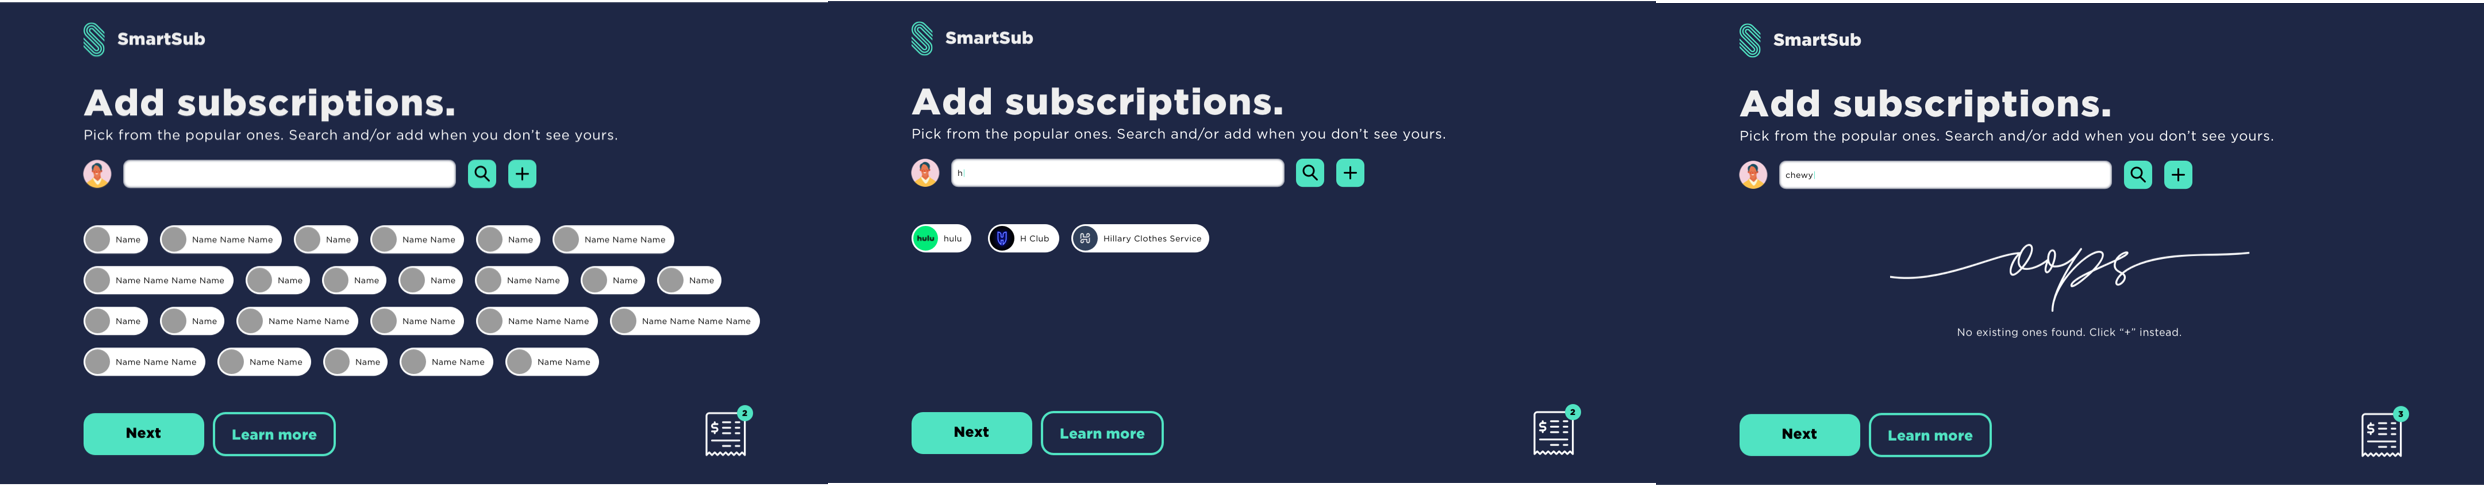 SmartSub
Add subscriptions.
Pick from the popular ones. Search and/or add when you don't see yours.
Name
Name Name Name
Name
Name Name
Name
Name Name Name
Name Name Name Name
Name
Name
Name
Name Name
Name
Name
Name
Name
Name Name Name
Name Name
Name Name Name
Name Name Name Name
Name Name Name
Name Name
Name
Name Name
Name Name
Next
Learn more
$
2
SmartSub
Add subscriptions.
Pick from the popular ones. Search and/or add when you don't see yours.
h
hulu
hulu
H Club
Hillary Clothes Service
Next
Learn more
$
2
SmartSub
Add subscriptions.
Pick from the popular ones. Search and/or add when you don't see yours.
chewy
oops
No existing ones found. Click "+" instead.
Next
Learn more
$
3